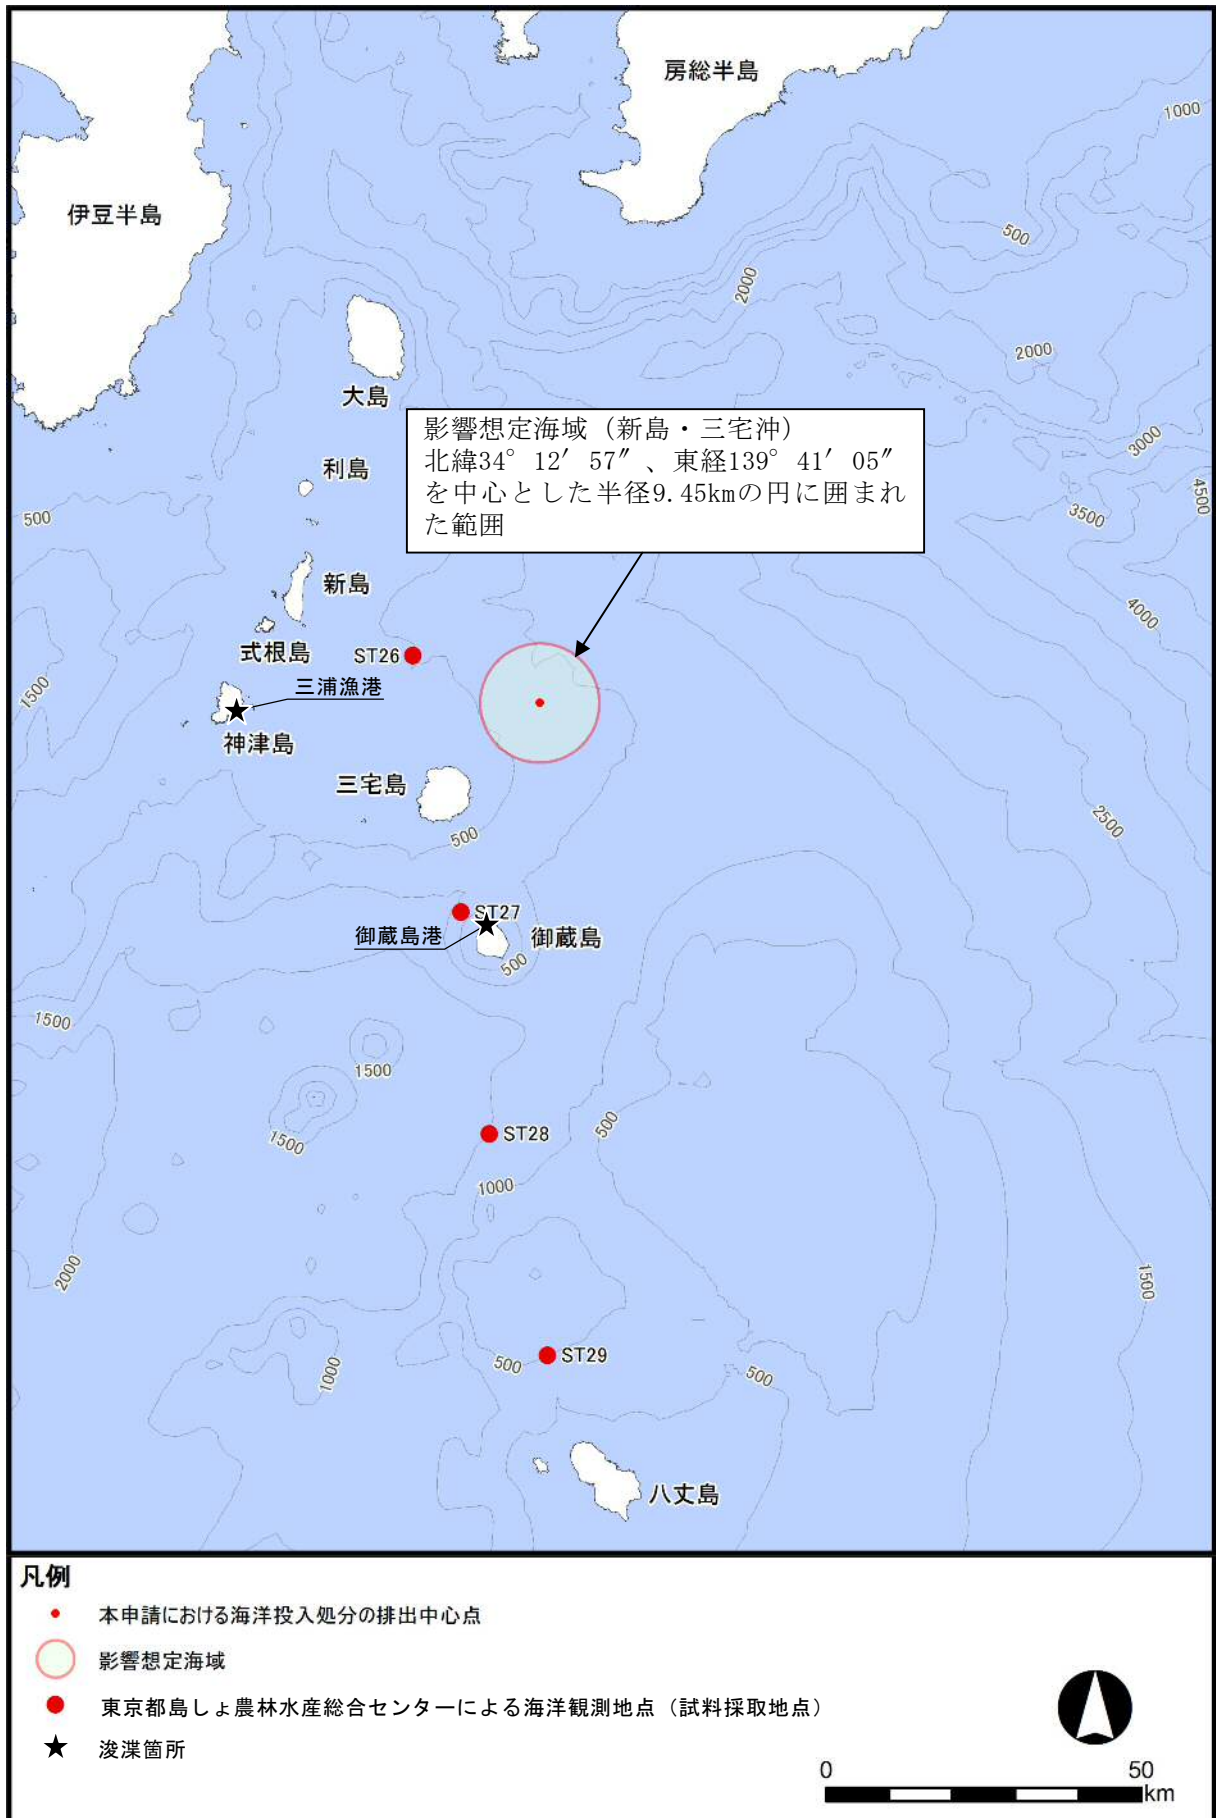 房総半島
1000
伊豆半島
500
2000
2000
大島
影響想定海域（新島・三宅沖）
北緯34° 12′ 57″、東経139° 41′ 05″
を中心とした半径9.45kmの円に囲まれ
た範囲
3000
利島
4500
500
3500
新島
4000
式根島
ST26
1500
三浦漁港
神津島
三宅島
2500
500
ST27
御蔵島港
御蔵島
500
1500
1500
500
1500
ST28
1000
2000
1500
ST29
500
1000
500
八丈島
凡例
本申請における海洋投入処分の排出中心点
影響想定海域
東京都島しょ農林水産総合センターによる海洋観測地点（試料採取地点）
浚渫箇所
0 50
km